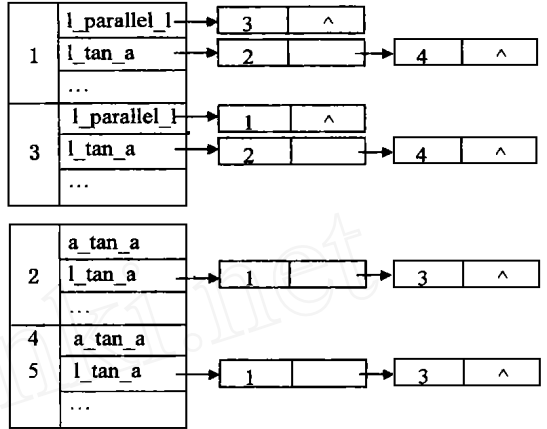 l_parallel_l 3 ^
1 l_tan_a 2 4 ^
...
l_parallel_l 1 ^
3 l_tan_a 2 4 ^
...
a_tan_a
2 l_tan_a 1 3 ^
...
4 a_tan_a
5 l_tan_a 1 3 ^
...